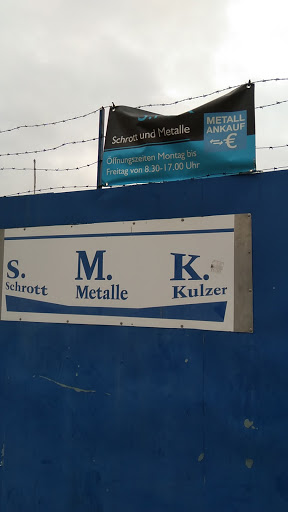 Schrott und Metalle
Öffnungszeiten Montag bis
Freitag von 8.30-17.00 Uhr
METALL
ANKAUF
€
S. M. K.
Schrott Metalle Kulzer